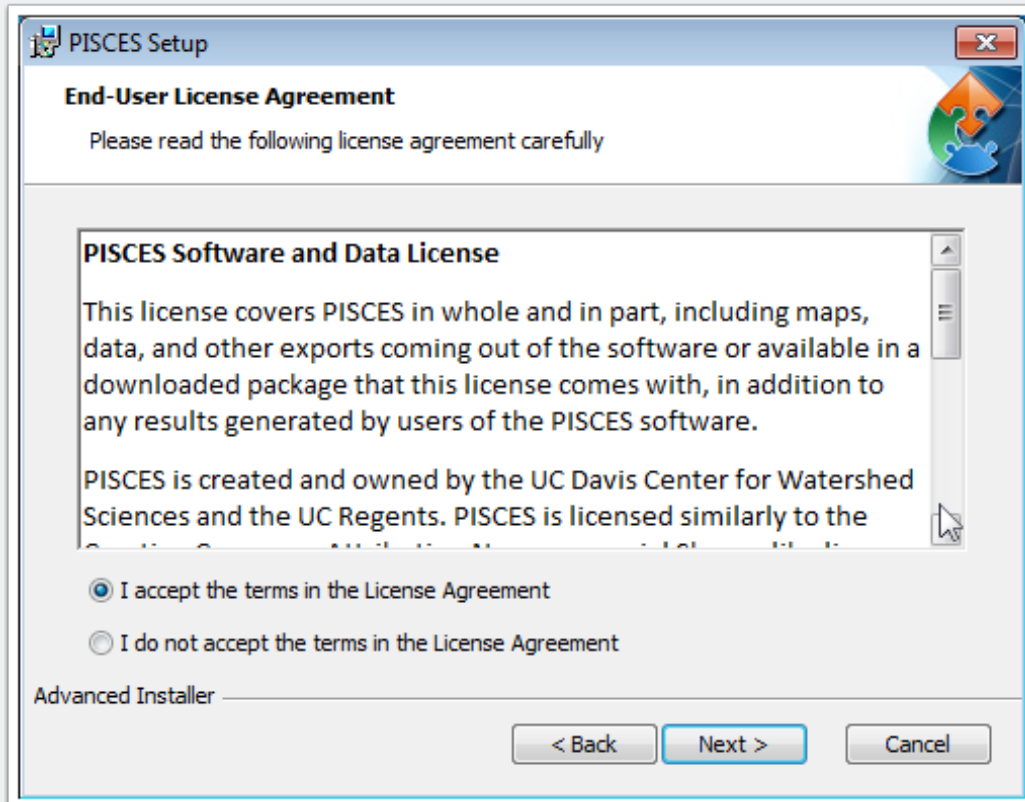 PISCES Setup
End-User License Agreement
Please read the following license agreement carefully
PISCES Software and Data License
This license covers PISCES in whole and in part, including maps,
data, and other exports coming out of the software or available in a
downloaded package that this license comes with, in addition to
any results generated by users of the PISCES software.
PISCES is created and owned by the UC Davis Center for Watershed
Sciences and the UC Regents. PISCES is licensed similarly to the
I accept the terms in the License Agreement
I do not accept the terms in the License Agreement
Advanced Installer
< Back
Next >
Cancel